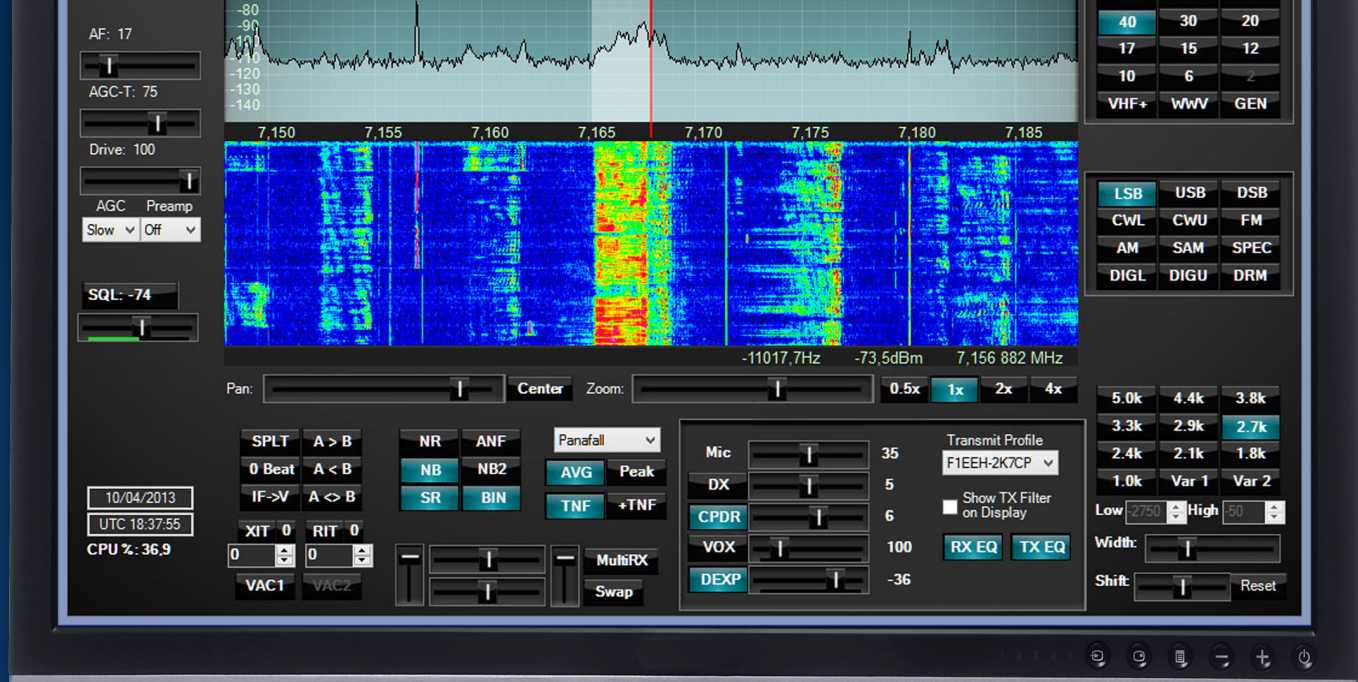 -80
-90
-100
-110
-120
-130
-140
7,150 7,155 7,160 7,165 7,170 7,175 7,180 7,185
-11017,7Hz -73,5dBm 7,156 882 MHz
AF: 17
AGC-T: 75
Drive: 100
AGC Preamp
Slow Off
SQL: -74
40 30 20
17 15 12
10 6 2
VHF+ WWV GEN
LSB USB DSB
CWL CWU FM
AM SAM SPEC
DIGL DIGU DRM
Pan: Center Zoom: 0.5x 1x 2x 4x
5.0k 4.4k 3.8k
3.3k 2.9k 2.7k
2.4k 2.1k 1.8k
1.0k Var 1 Var 2
Low -2750 High -50
Width:
Shift: Reset
10/04/2013
UTC 18:37:55
CPU %: 36,9
SPLT A > B
0 Beat A < B
IF->V A <> B
XIT 0 RIT 0
0 0
VAC1 VAC2
NR ANF
NB NB2
SR BIN
Panafall
AVG Peak
TNF +TNF
MultiRX
Swap
Mic 35
DX 5
CPDR 6
VOX 100
DEXP -36
Transmit Profile
F1EEH-2K7CP
Show TX Filter
on Display
RX EQ TX EQ